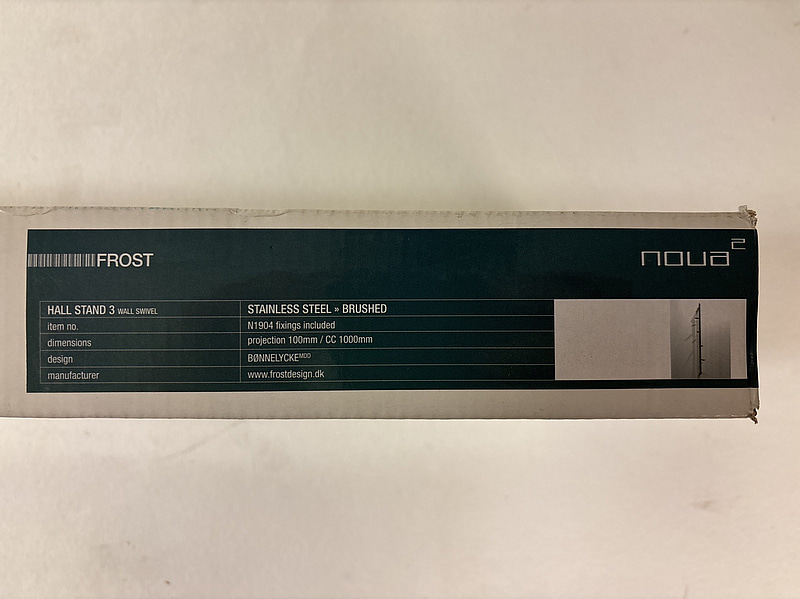 FROST
noua²
HALL STAND 3 WALL SWIVEL STAINLESS STEEL » BRUSHED
item no. N1904 fixings included
dimensions projection 100mm / CC 1000mm
design BØNNELYCKEᴹᴰᴰ
manufacturer www.frostdesign.dk